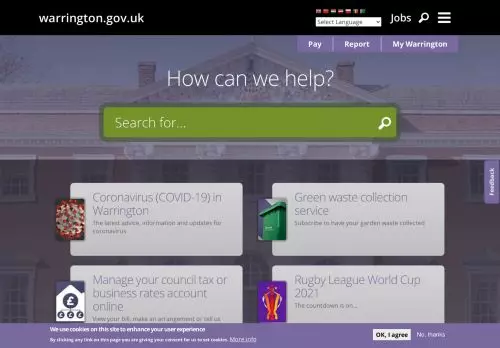 warrington.gov.uk
Select Language
Jobs
Pay
Report
My Warrington
How can we help?
Search for...
Feedback
Coronavirus (COVID-19) in
Warrington
The latest advice, information and updates for
coronavirus
Green waste collection
service
Subscribe to have your garden waste collected
Manage your council tax or
business rates account
online
View your bill, make an arrangement or tell us
Rugby League World Cup
2021
The countdown is on...
We use cookies on this site to enhance your user experience
By clicking any link on this page you are giving your consent for us to set cookies. More info
OK, I agree
No, thanks